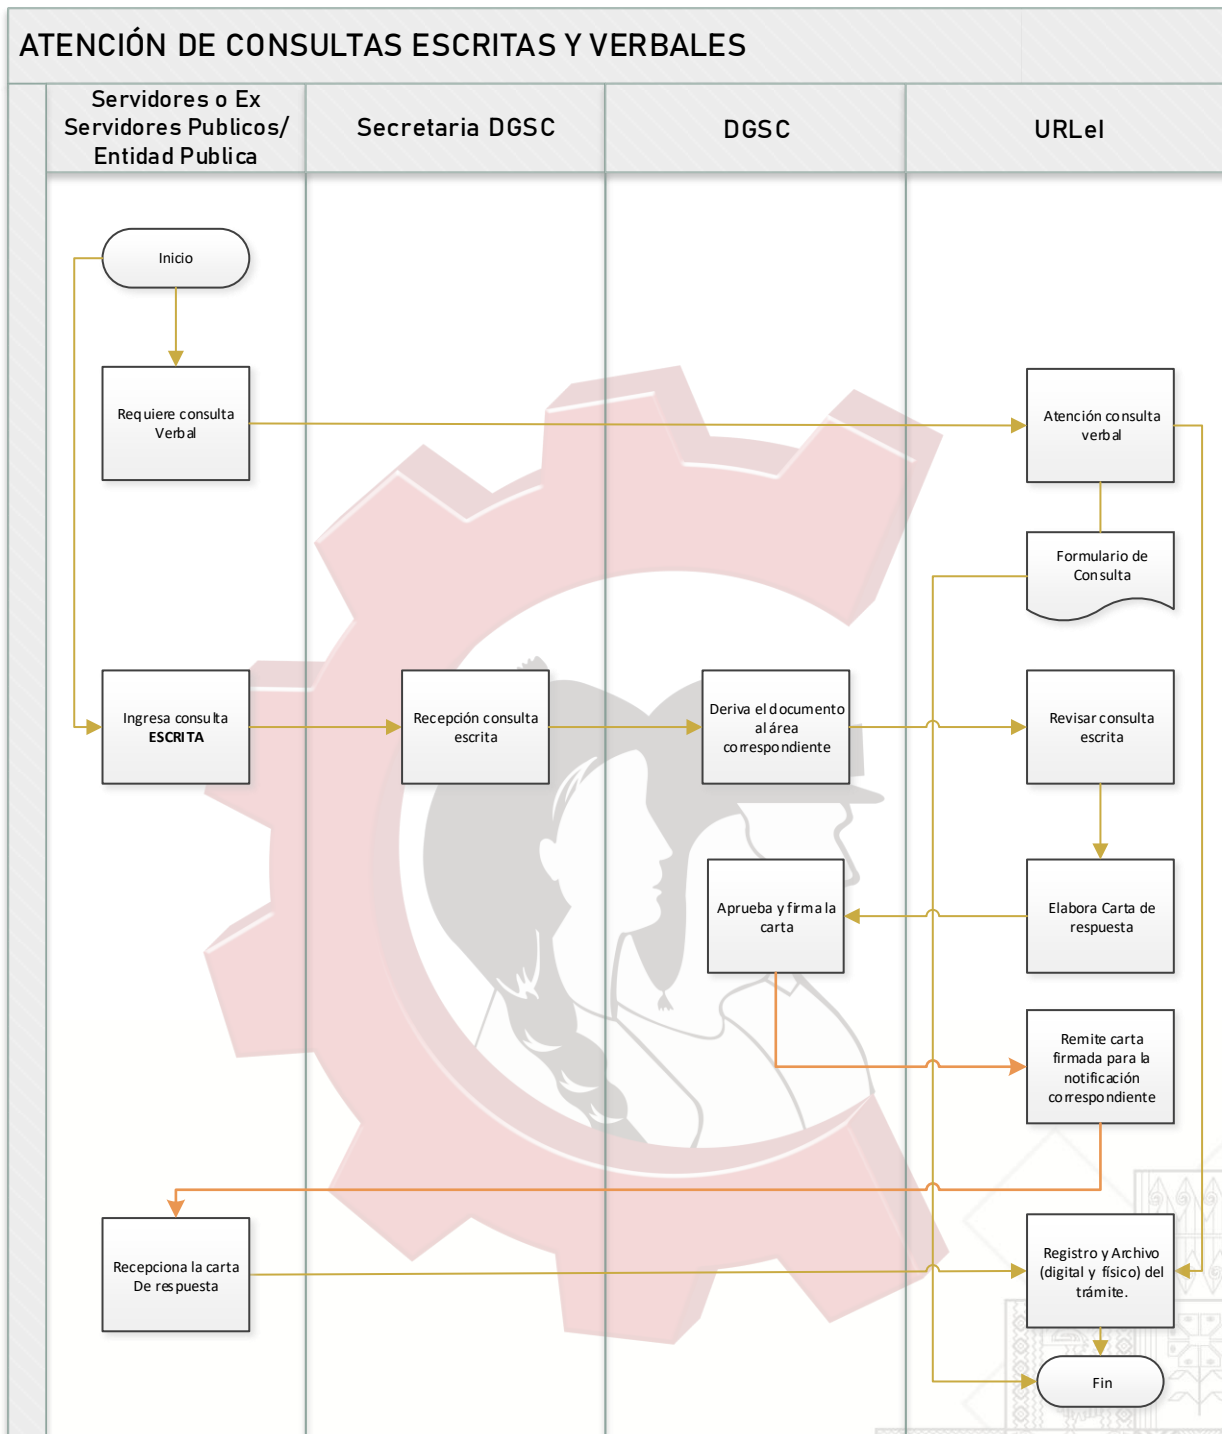 ATENCIÓN DE CONSULTAS ESCRITAS Y VERBALES
Servidores o Ex
Servidores Publicos/
Entidad Publica
Secretaria DGSC
DGSC
URLeI
Inicio
Requiere consulta
Verbal
Atención consulta
verbal
Formulario de
Consulta
Ingresa consulta
ESCRITA
Recepción consulta
escrita
Deriva el documento
al área
correspondiente
Revisar consulta
escrita
Aprueba y firma la
carta
Elabora Carta de
respuesta
Remite carta
firmada para la
notificación
correspondiente
Recepciona la carta
De respuesta
Registro y Archivo
(digital y físico) del
trámite.
Fin